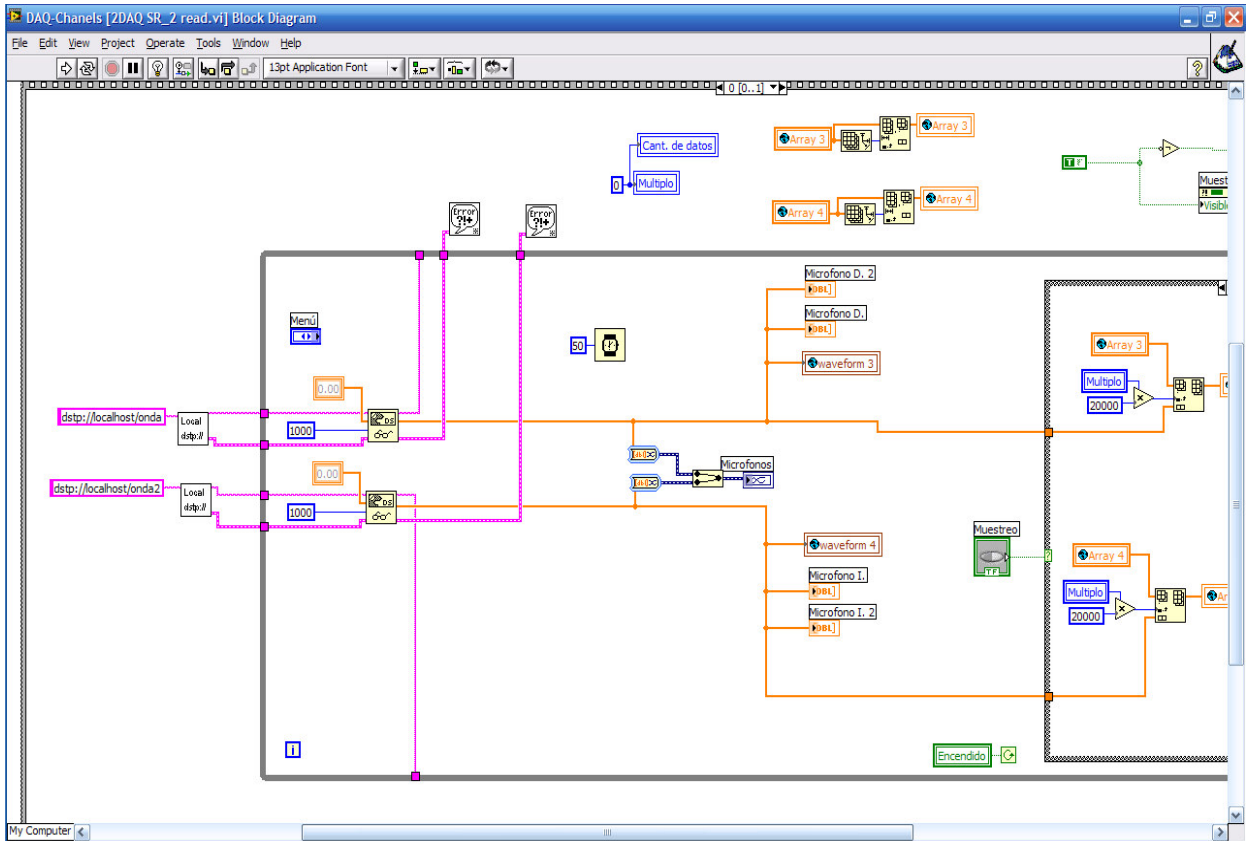 DAQ-Chanels [2DAQ SR_2 read.vi] Block Diagram
File Edit View Project Operate Tools Window Help
13pt Application Font
0 [0..1]
Cant. de datos
0
Multiplo
Array 3
Array 3
Array 4
Array 4
T F
Visible
Error
?!+
Error
?!+
Menú
50
Microfono D. 2
DBL]
Microfono D.
DBL]
waveform 3
Array 3
Multiplo
20000
0.00
dstp://localhost/onda
Local
dstp://
1000
DS
0.00
dstp://localhost/onda2
Local
dstp://
1000
DS
Microfonos
waveform 4
Microfono I.
DBL]
Microfono I. 2
DBL]
Muestreo
TF
?
Array 4
Multiplo
20000
i
Encendido
My Computer